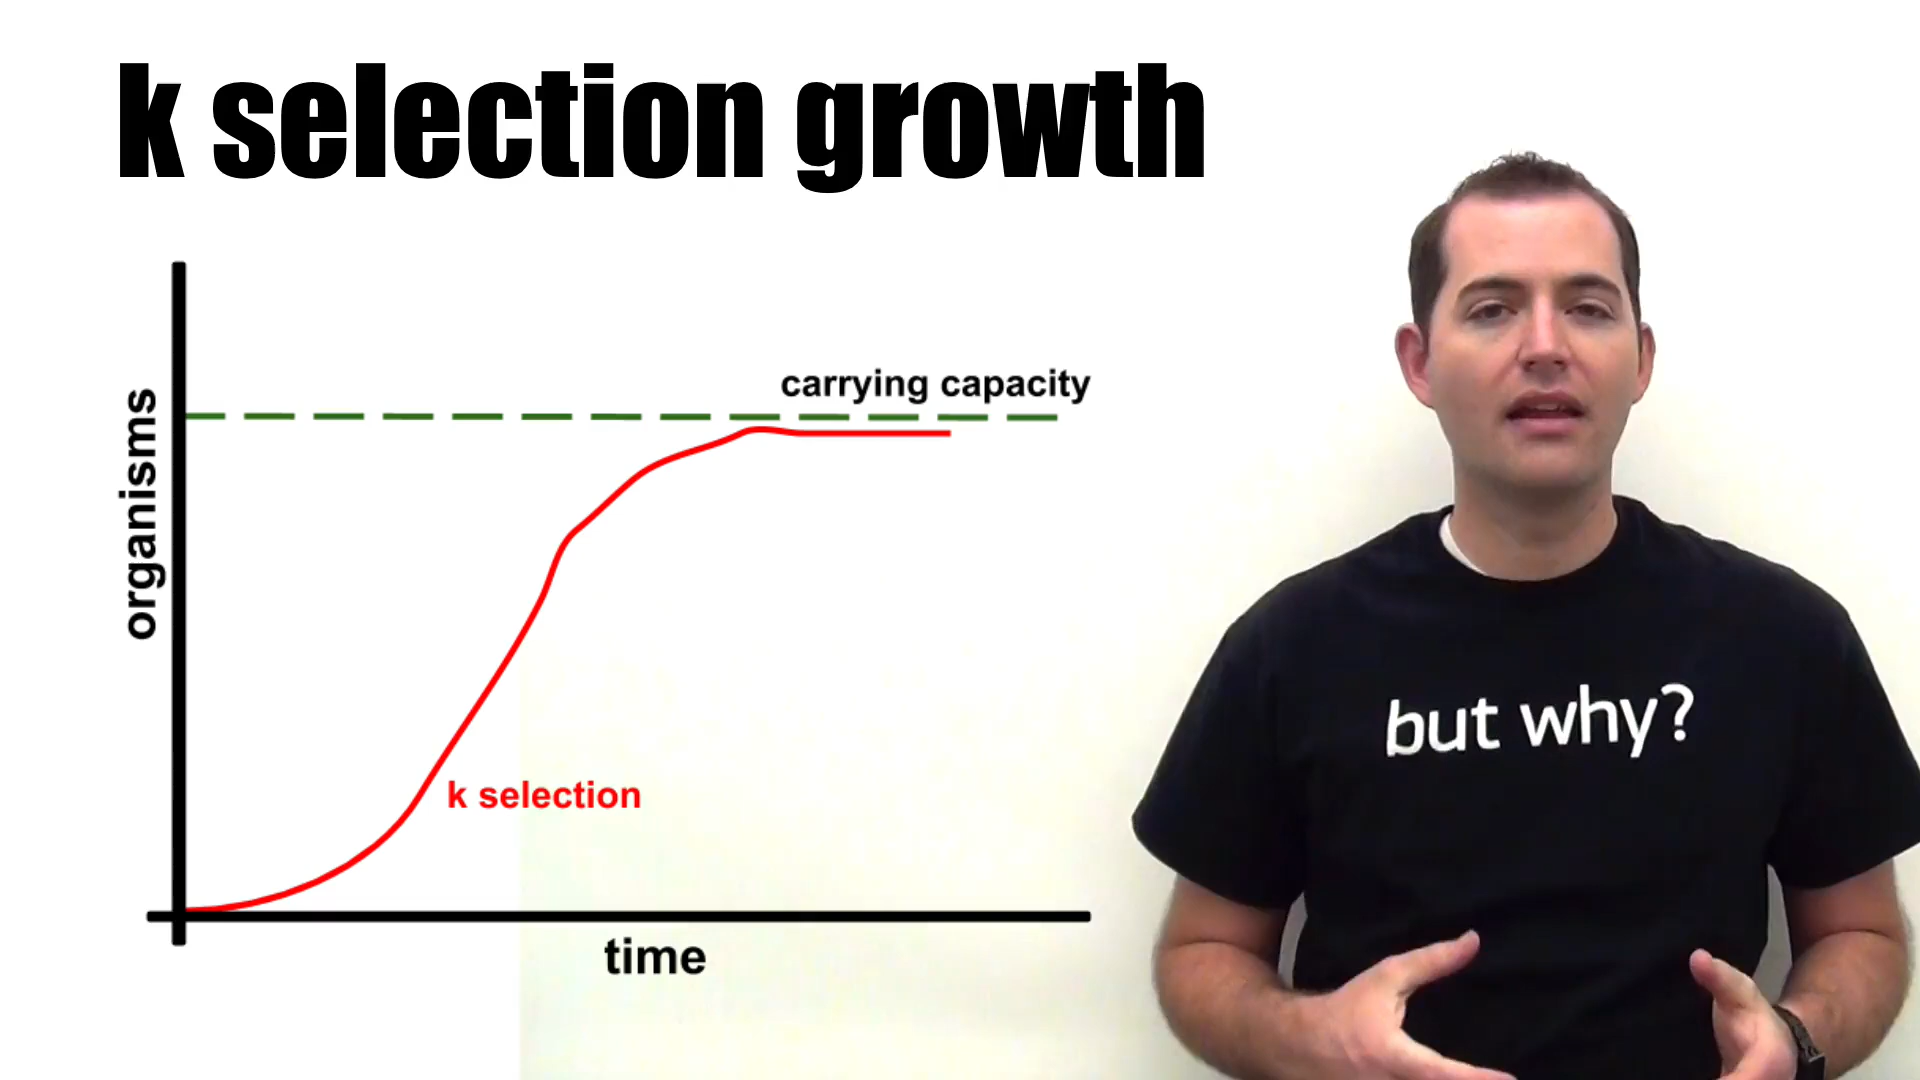 k selection growth
carrying capacity
organisms
k selection
time
but why?